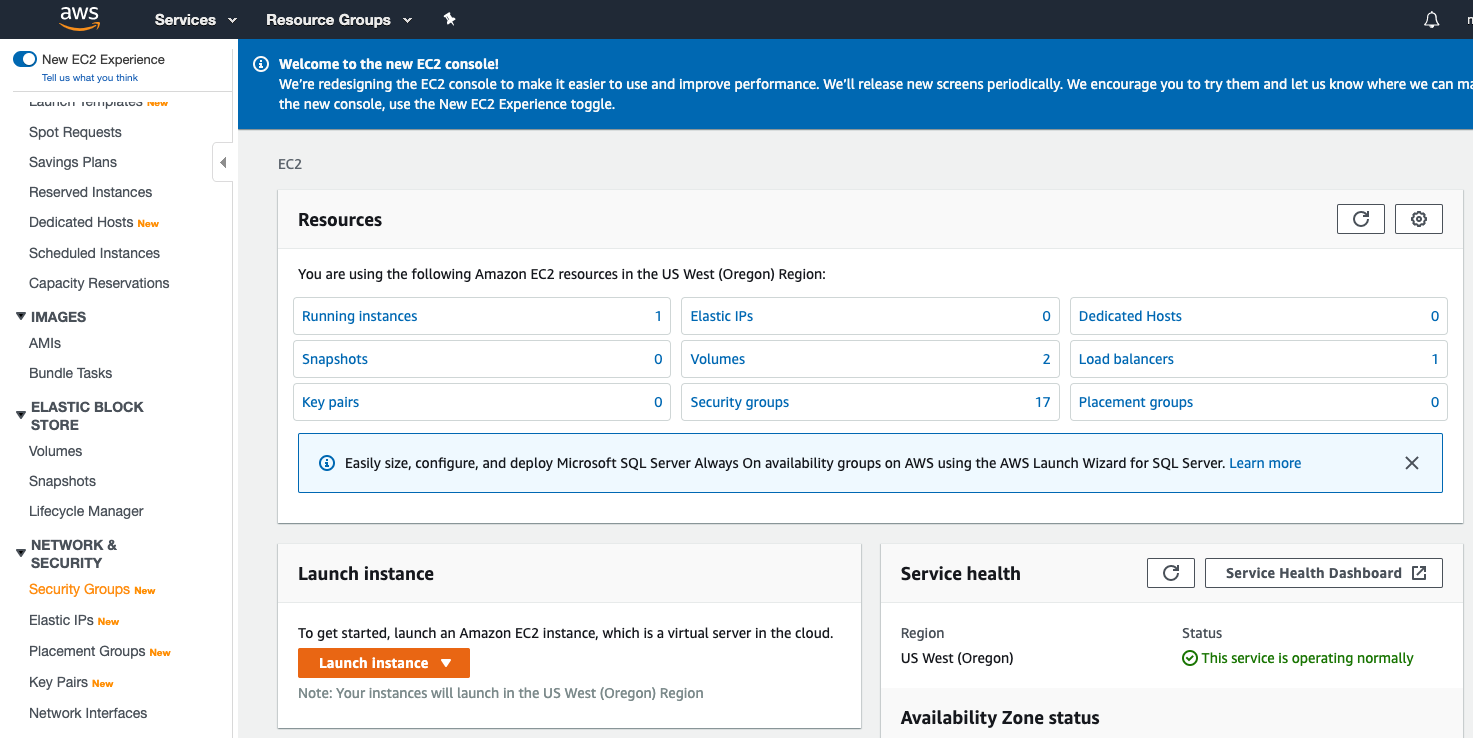 aws
Services
Resource Groups
New EC2 Experience
Tell us what you think
Launch Templates New
Spot Requests
Savings Plans
Reserved Instances
Dedicated Hosts New
Scheduled Instances
Capacity Reservations
IMAGES
AMIs
Bundle Tasks
ELASTIC BLOCK
STORE
Volumes
Snapshots
Lifecycle Manager
NETWORK &
SECURITY
Security Groups New
Elastic IPs New
Placement Groups New
Key Pairs New
Network Interfaces
Welcome to the new EC2 console!
We're redesigning the EC2 console to make it easier to use and improve performance. We'll release new screens periodically. We encourage you to try them and let us know where we can ma
the new console, use the New EC2 Experience toggle.
EC2
Resources
You are using the following Amazon EC2 resources in the US West (Oregon) Region:
Running instances 1
Elastic IPs 0
Dedicated Hosts 0
Snapshots 0
Volumes 2
Load balancers 1
Key pairs 0
Security groups 17
Placement groups 0
Easily size, configure, and deploy Microsoft SQL Server Always On availability groups on AWS using the AWS Launch Wizard for SQL Server. Learn more
Launch instance
To get started, launch an Amazon EC2 instance, which is a virtual server in the cloud.
Launch instance
Note: Your instances will launch in the US West (Oregon) Region
Service health
Service Health Dashboard
Region
US West (Oregon)
Status
This service is operating normally
Availability Zone status